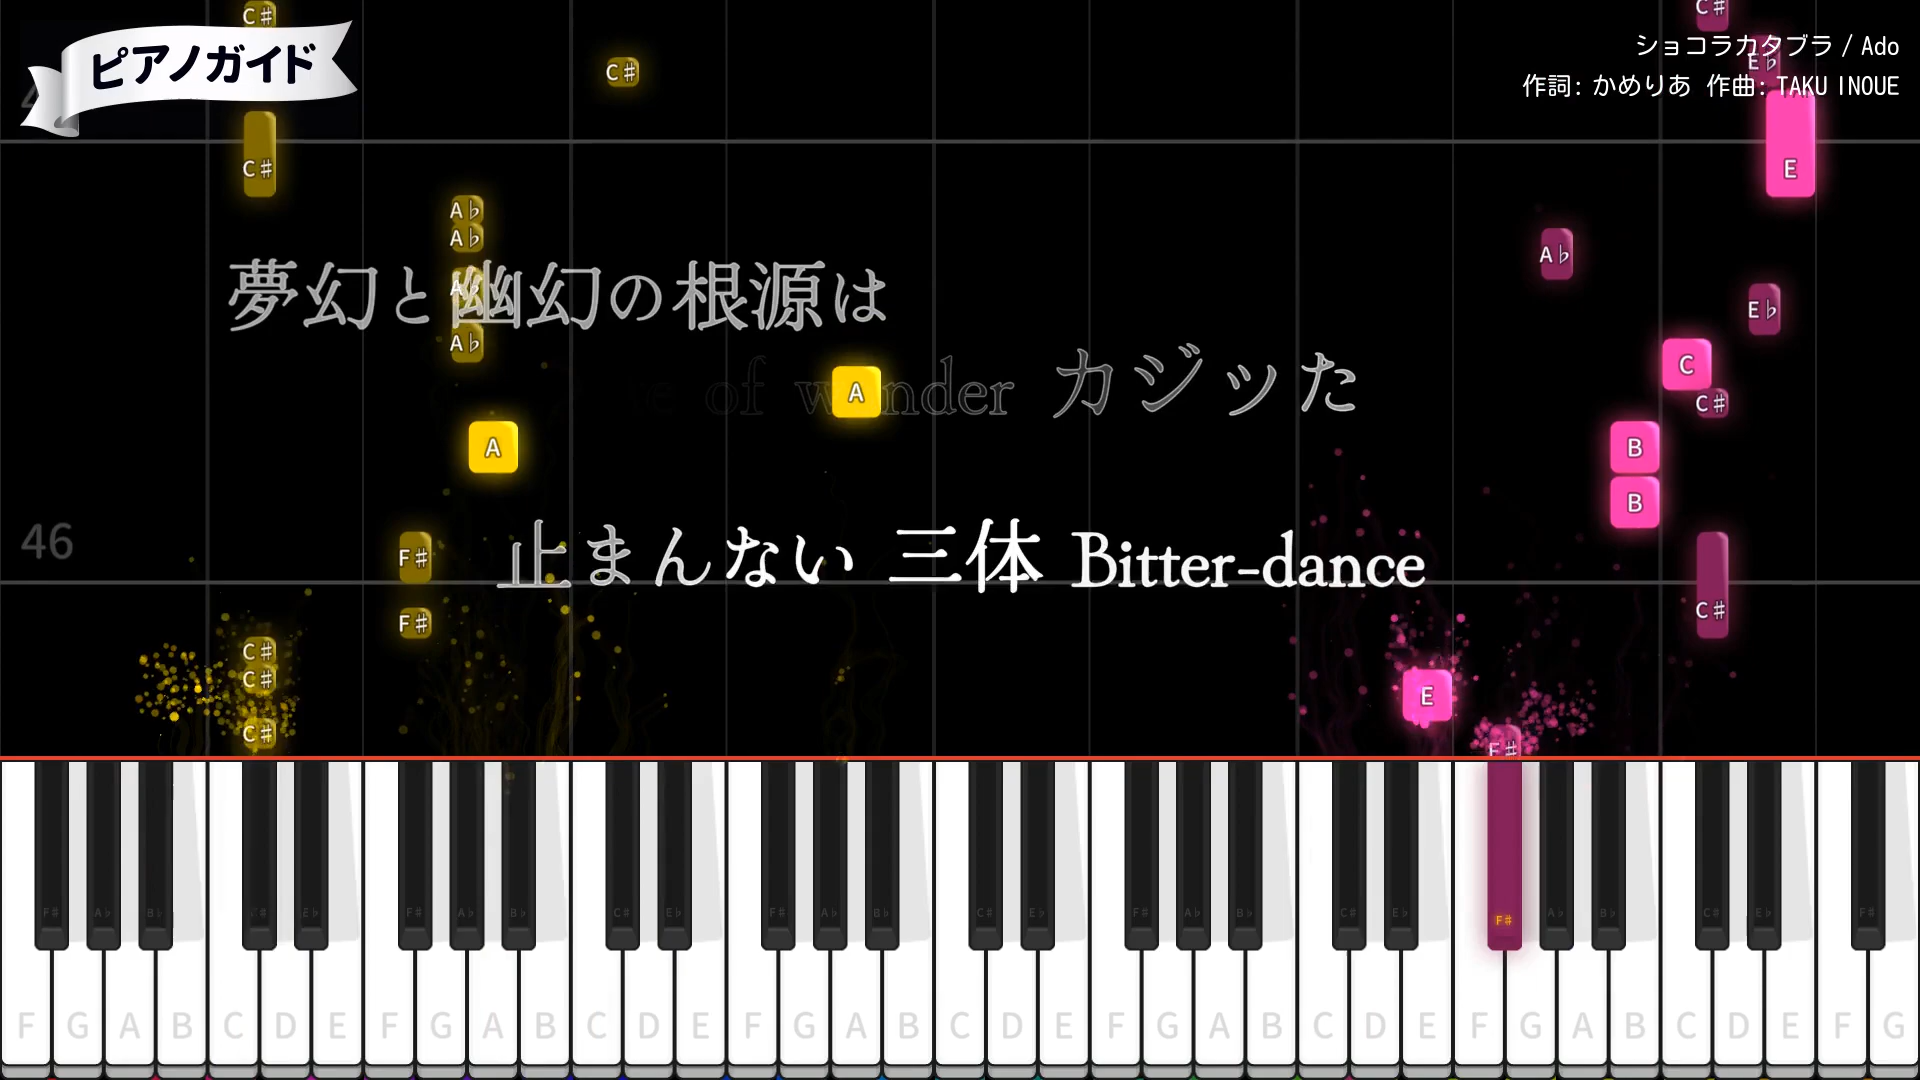 ピアノガイド
ショコラカタブラ / Ado
作詞: かめりあ 作曲: TAKU INOUE
C# C# C#
C# E♭
C# E
A♭
A♭ A♭
夢幻と幽幻の根源は
A♭ E♭
A♭ C
of wonder カジッた
A C#
A B
B
46
F# 止まんない 三体 Bitter-dance
F# C#
C#
C# E
C# F#
F# A♭ B♭ C# E♭ F# A♭ B♭ C# E♭ F# A♭ B♭ C# E♭ F# A♭ B♭ C# E♭ F# A♭ B♭ C# E♭ F#
F G A B C D E F G A B C D E F G A B C D E F G A B C D E F G A B C D E F G